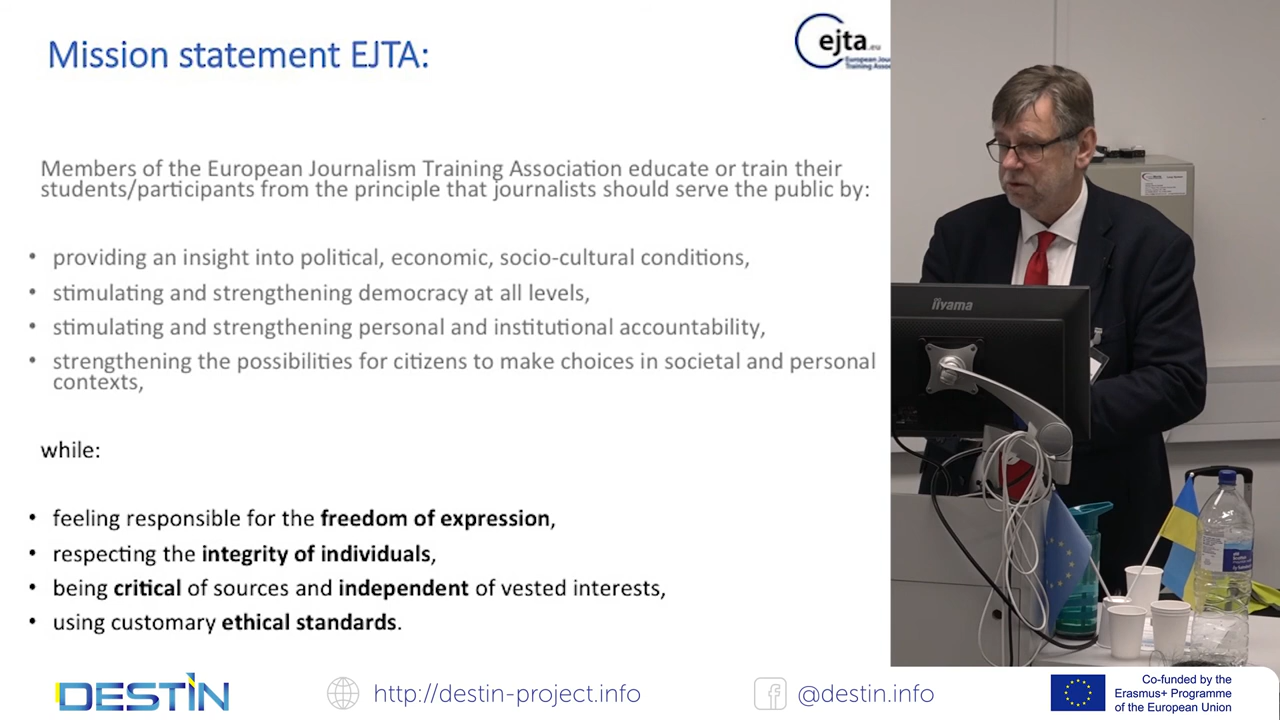 Mission statement EJTA:
ejta.eu
European Jou
Training Asso
Members of the European Journalism Training Association educate or train their
students/participants from the principle that journalists should serve the public by:
• providing an insight into political, economic, socio-cultural conditions,
• stimulating and strengthening democracy at all levels,
• stimulating and strengthening personal and institutional accountability,
• strengthening the possibilities for citizens to make choices in societal and personal
contexts,
while:
• feeling responsible for the freedom of expression,
• respecting the integrity of individuals,
• being critical of sources and independent of vested interests,
• using customary ethical standards.
iiyama
DESTIN
http://destin-project.info
@destin.info
Co-funded by the
Erasmus+ Programme
of the European Union